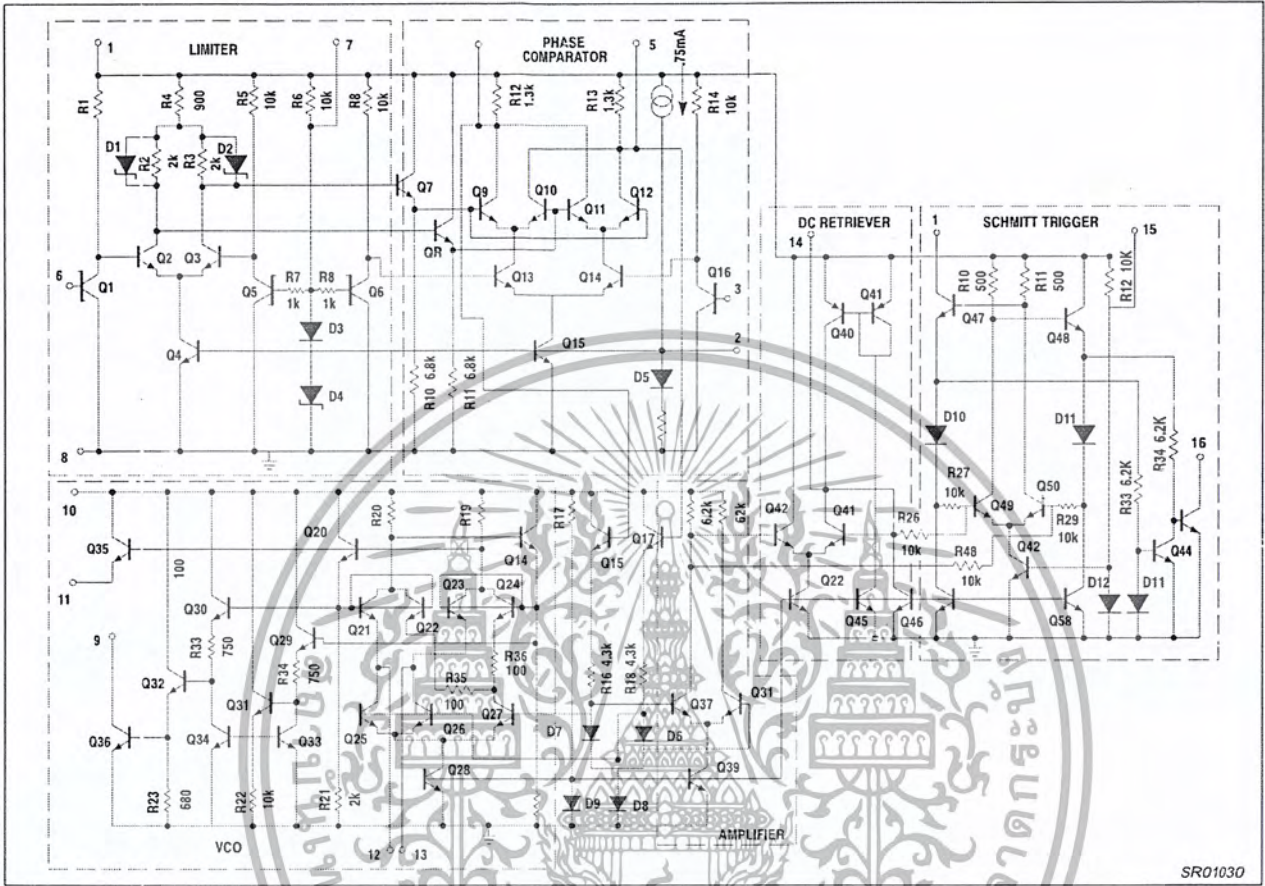 1
LIMITER
7
PHASE
COMPARATOR
5
.75mA
R1
R4
900
R5
10k
R6
10k
R8
10k
R12
1.3k
R13
1.3k
R14
10k
D1
R2
2k
R3
2k
D2
Q7
Q9
Q10
Q11
Q12
QR
6
Q1
Q2
Q3
Q5
R7
1k
R8
1k
Q6
Q13
Q14
Q16
3
D3
Q4
Q15
2
D4
R10 6.8k
R11 6.8k
D5
8
DC RETRIEVER
14
Q41
Q40
SCHMITT TRIGGER
1
15
R10
500
R11
500
R12 10K
Q47
Q48
D10
D11
R34 6.2K
16
R27
10k
Q49
Q50
R29
10k
R33 6.2K
R26
10k
R48
10k
Q42
Q44
D12
D11
Q58
10
Q35
11
100
Q20
R20
R19
Q14
R17
Q15
Q17
6.2k
62k
Q42
Q41
Q30
Q23
Q24
Q21
Q22
Q22
Q45
Q46
9
R33
750
Q29
R34
750
R36
100
R35
100
R16 4.3k
R18 4.3k
Q32
Q31
Q25
Q26
Q27
D7
Q37
D6
Q31
Q36
Q34
Q33
Q28
Q39
R23
680
R22
10k
R21
2k
D9
D8
VCO
12
13
AMPLIFIER
SR01030